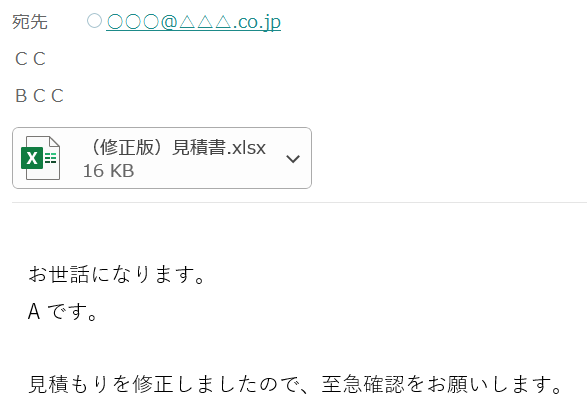 宛先 ○○○@△△△.co.jp
ＣＣ
ＢＣＣ
（修正版）見積書.xlsx
16 KB
お世話になります。
A です。
見積もりを修正しましたので、至急確認をお願いします。